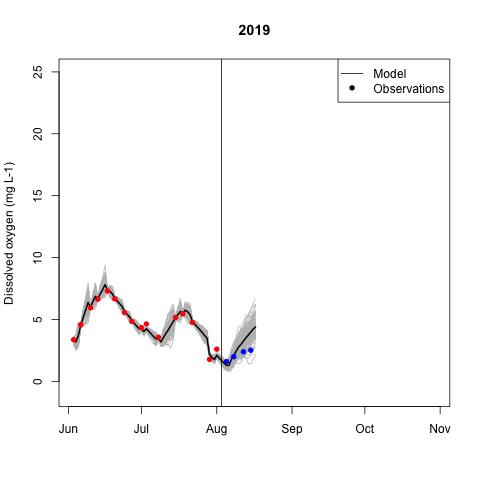 2019
Dissolved oxygen (mg L-1)
25
20
15
10
5
0
Model
Observations
Jun Jul Aug Sep Oct Nov